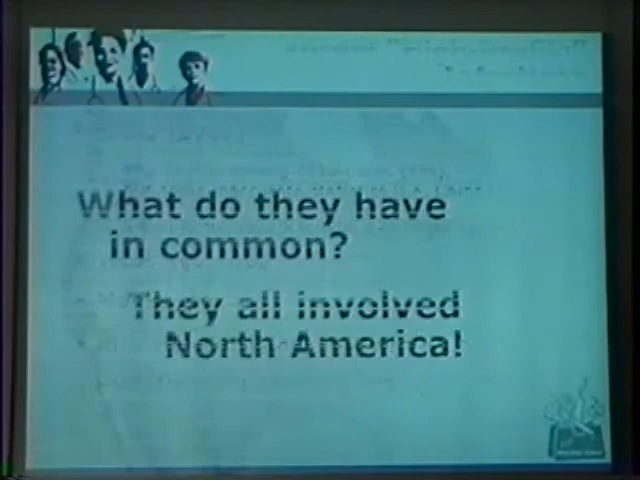 What do they have
in common?
They all involved
North America!